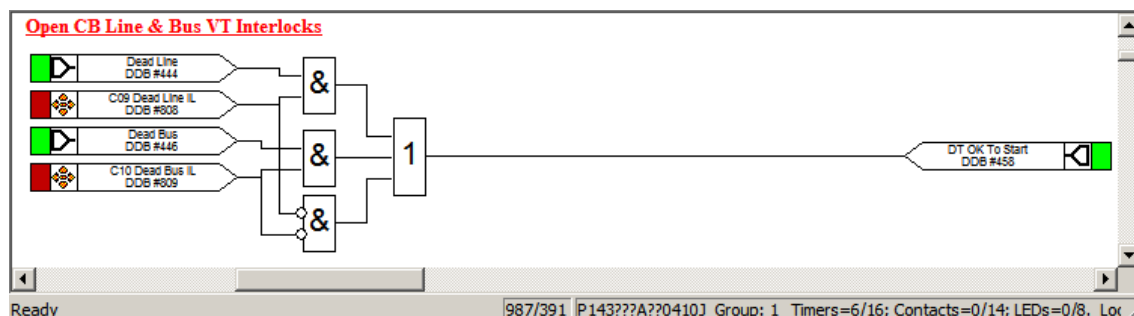 Open CB Line & Bus VT Interlocks
Dead Line
DDB #444
C09 Dead Line IL
DDB #808
Dead Bus
DDB #446
C10 Dead Bus IL
DDB #809
&
&
&
1
DT OK To Start
DDB #458
Ready
987/391
P143???A??0410J Group: 1 Timers=6/16; Contacts=0/14; LEDs=0/8. Loc